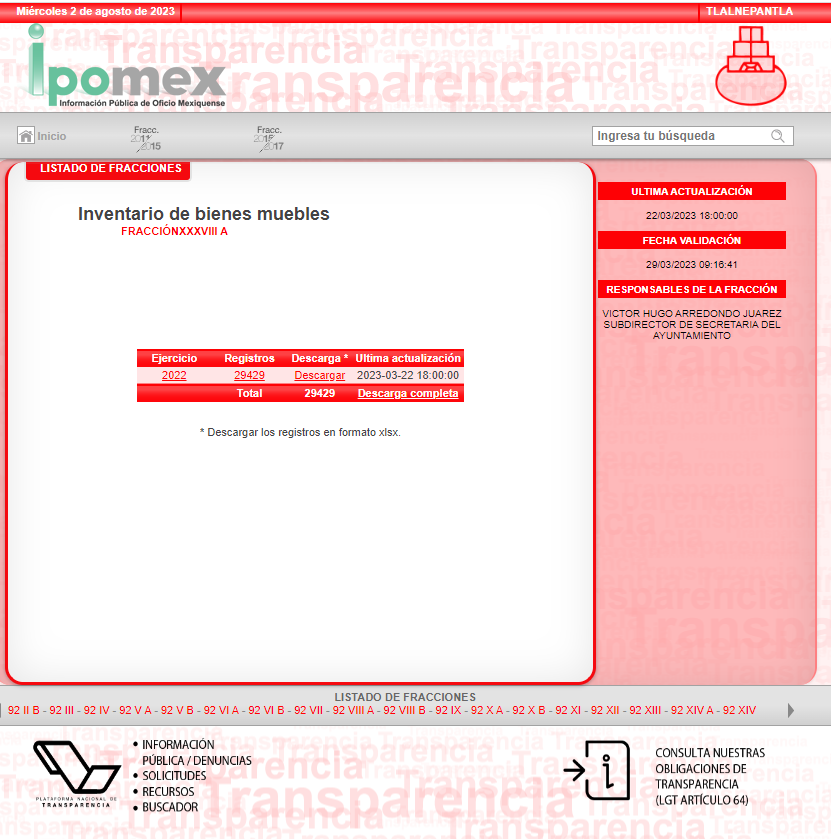 Miércoles 2 de agosto de 2023
TLALNEPANTLA
ipomex
Información Pública de Oficio Mexiquense
Inicio
Fracc.
/2015
Fracc.
/2017
Ingresa tu búsqueda
LISTADO DE FRACCIONES
Inventario de bienes muebles
FRACCIÓNXXXVIII A
Ejercicio Registros Descarga * Ultima actualización
2022 29429 Descargar 2023-03-22 18:00:00
Total 29429 Descarga completa
* Descargar los registros en formato xlsx.
ULTIMA ACTUALIZACIÓN
22/03/2023 18:00:00
FECHA VALIDACIÓN
29/03/2023 09:16:41
RESPONSABLES DE LA FRACCIÓN
VICTOR HUGO ARREDONDO JUAREZ
SUBDIRECTOR DE SECRETARIA DEL
AYUNTAMIENTO
LISTADO DE FRACCIONES
92 II B - 92 III - 92 IV - 92 V A - 92 V B - 92 VI A - 92 VI B - 92 VII - 92 VIII A - 92 VIII B - 92 IX - 92 X A - 92 X B - 92 XI - 92 XII - 92 XIII - 92 XIV A - 92 XIV
PLATAFORMA NACIONAL DE
TRANSPARENCIA
• INFORMACIÓN
PÚBLICA / DENUNCIAS
• SOLICITUDES
• RECURSOS
• BUSCADOR
CONSULTA NUESTRAS
OBLIGACIONES DE
TRANSPARENCIA
(LGT ARTÍCULO 64)